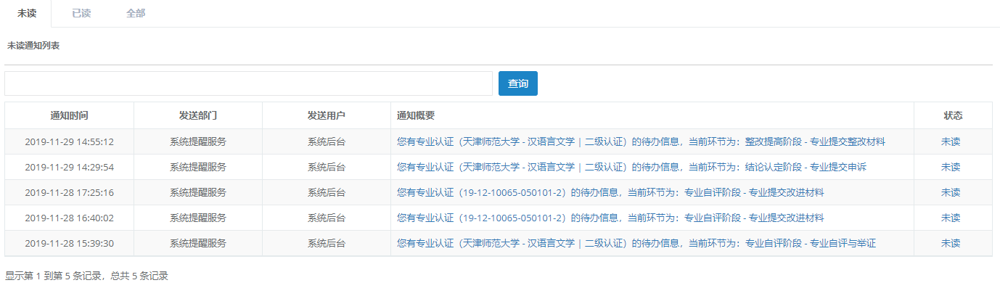 未读 已读 全部
未读通知列表
查询
通知时间 发送部门 发送用户 通知概要 状态
2019-11-29 14:55:12 系统提醒服务 系统后台 您有专业认证（天津师范大学 - 汉语言文学 | 二级认证）的待办信息，当前环节为：整改提高阶段 - 专业提交整改材料 未读
2019-11-29 14:29:54 系统提醒服务 系统后台 您有专业认证（天津师范大学 - 汉语言文学 | 二级认证）的待办信息，当前环节为：结论认定阶段 - 专业提交申诉 未读
2019-11-28 17:25:16 系统提醒服务 系统后台 您有专业认证（19-12-10065-050101-2）的待办信息，当前环节为：专业自评阶段 - 专业提交改进材料 未读
2019-11-28 16:40:02 系统提醒服务 系统后台 您有专业认证（19-12-10065-050101-2）的待办信息，当前环节为：专业自评阶段 - 专业提交改进材料 未读
2019-11-28 15:39:30 系统提醒服务 系统后台 您有专业认证（天津师范大学 - 汉语言文学 | 二级认证）的待办信息，当前环节为：专业自评阶段 - 专业自评与举证 未读
显示第 1 到第 5 条记录，总共 5 条记录